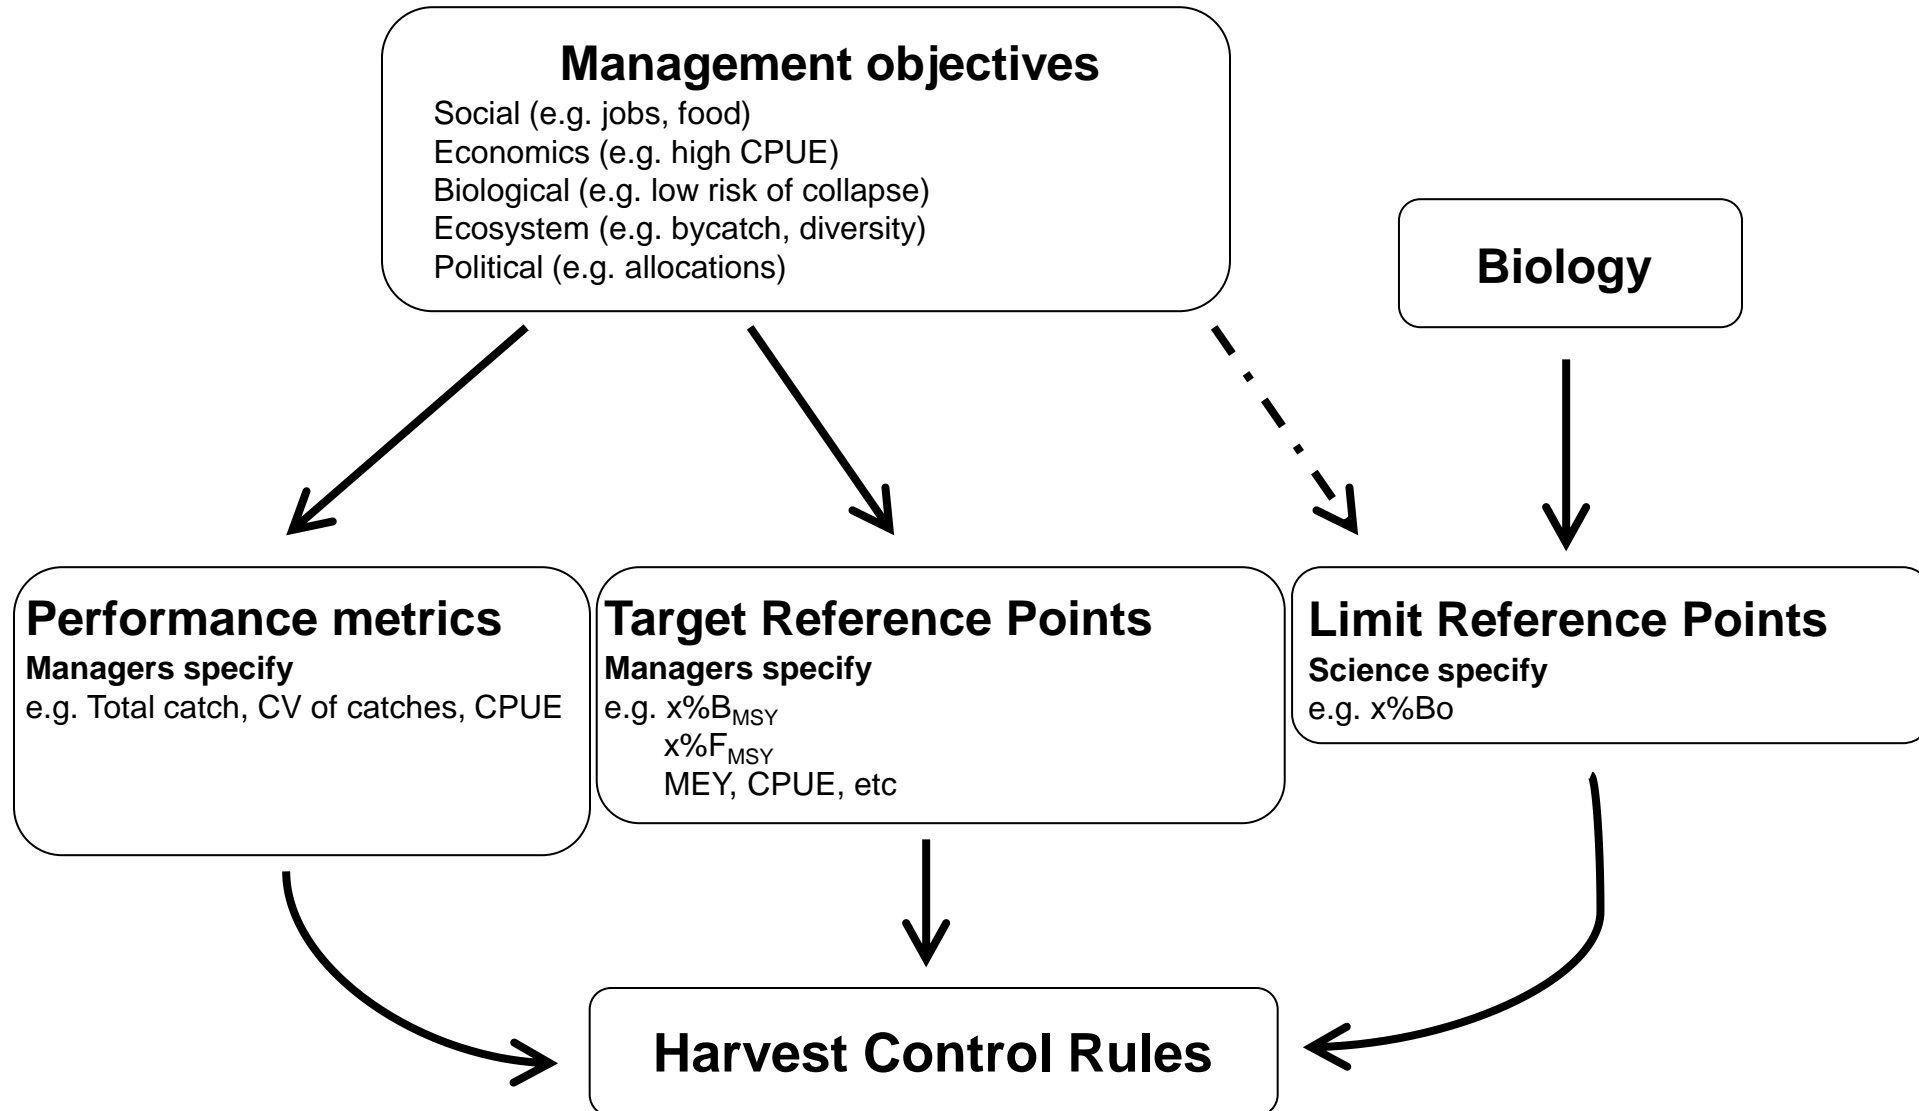 Management objectives
Social (e.g. jobs, food)
Economics (e.g. high CPUE)
Biological (e.g. low risk of collapse)
Ecosystem (e.g. bycatch, diversity)
Political (e.g. allocations)
Biology
Performance metrics
Managers specify
e.g. Total catch, CV of catches, CPUE
Target Reference Points
Managers specify
e.g. x%BMSY
x%FMSY
MEY, CPUE, etc
Limit Reference Points
Science specify
e.g. x%Bo
Harvest Control Rules